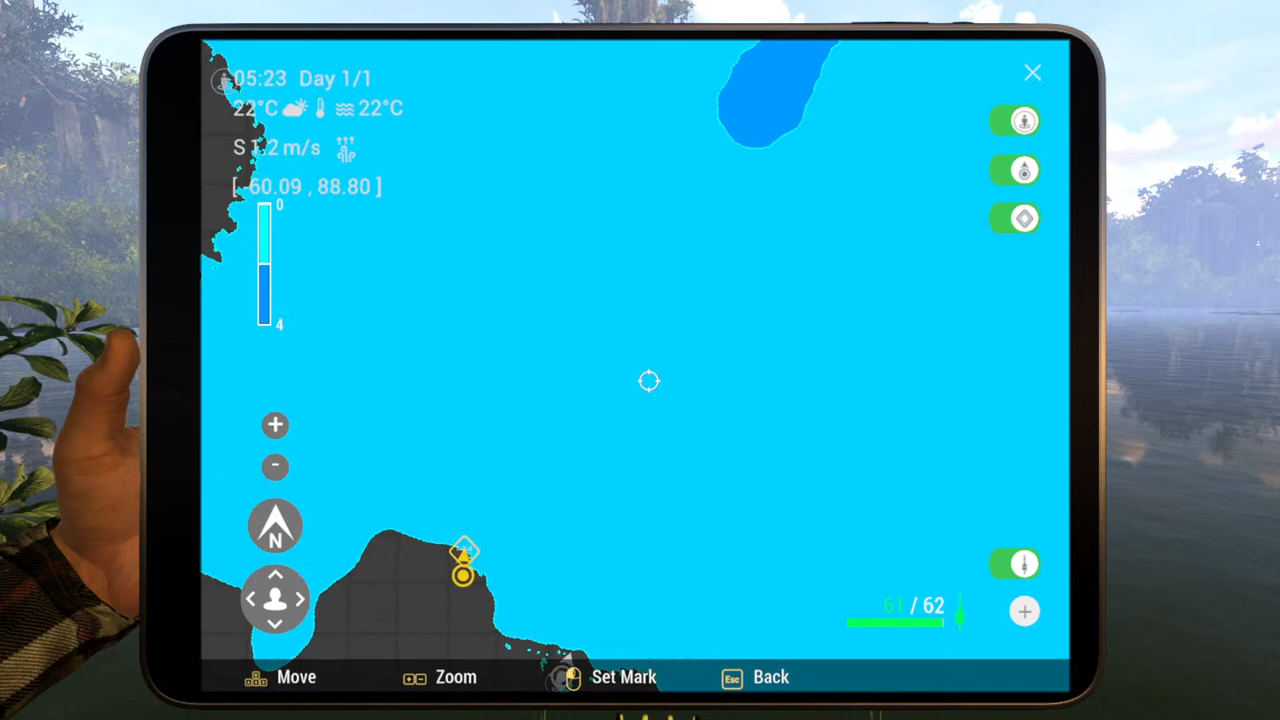 05:23 Day 1/1
22°C 22°C
S 1.2 m/s
[ -60.09 , 88.80 ]
0
4
+
-
N
61 / 62
+
Move
Zoom
Set Mark
Esc Back